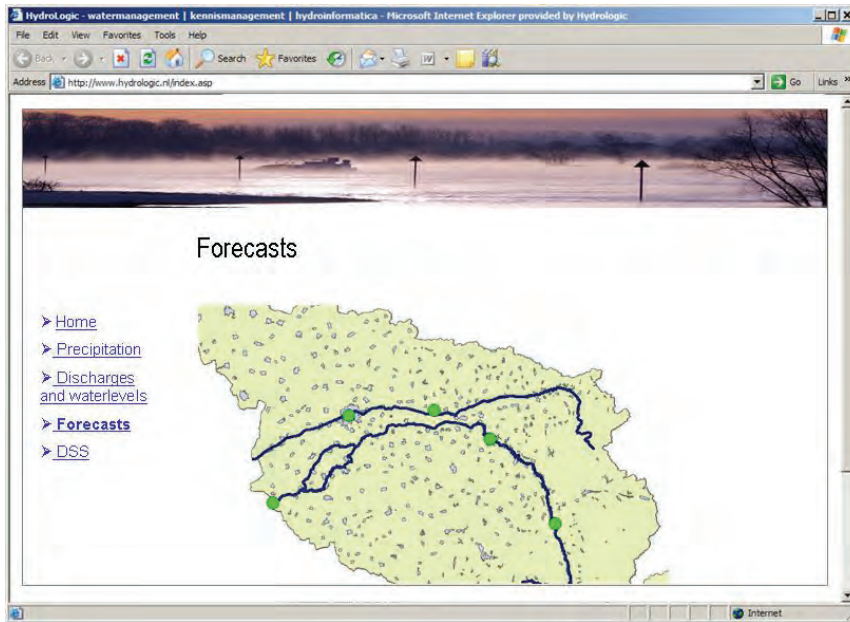 HydroLogic - watermanagement | kennismanagement | hydroinformatica - Microsoft Internet Explorer provided by Hydrologic
File Edit View Favorites Tools Help
Back Search Favorites
Address http://www.hydrologic.nl/index.asp Go Links »
Forecasts
Home
Precipitation
Discharges
and waterlevels
Forecasts
DSS
Internet